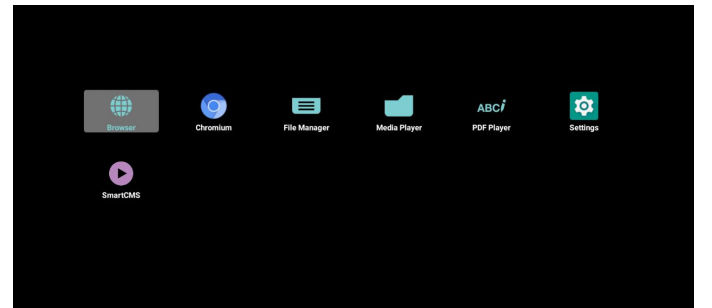 Browser
Chromium
File Manager
Media Player
ABCi
PDF Player
Settings
SmartCMS